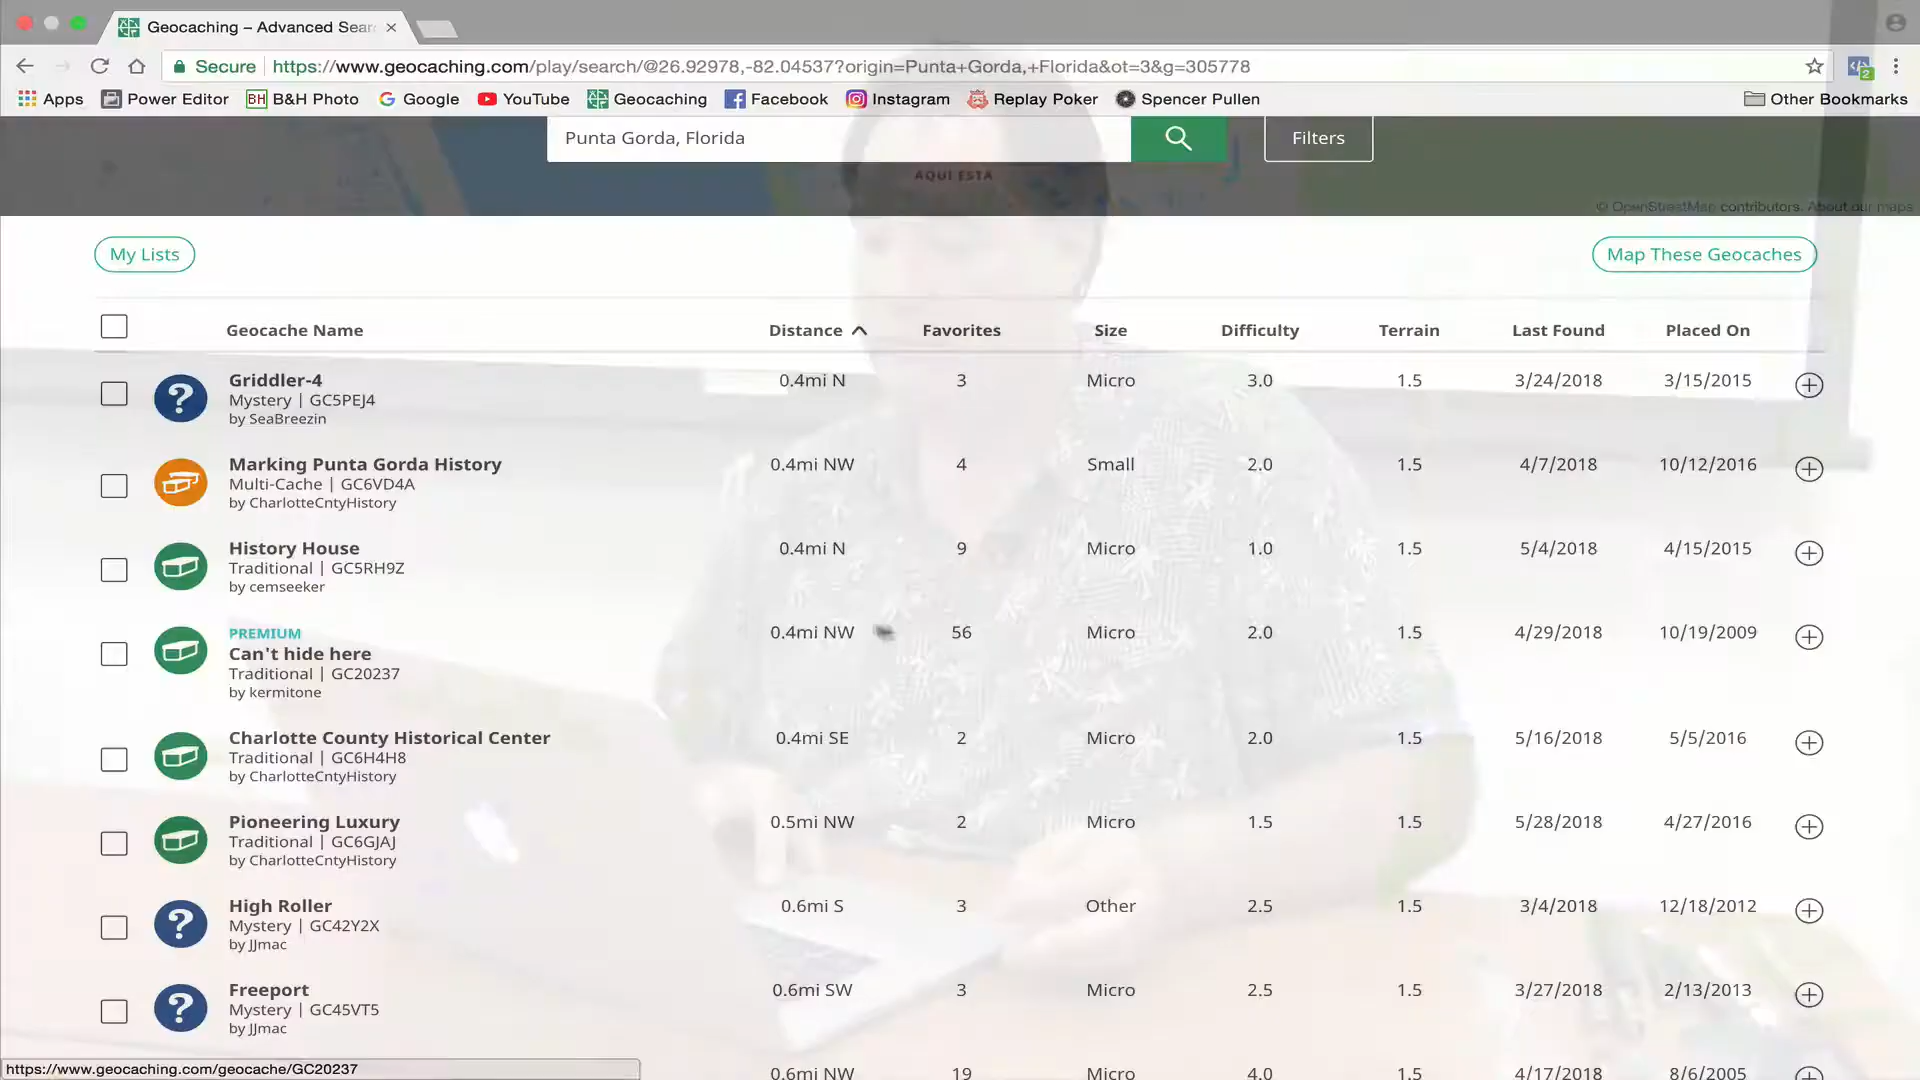 Geocaching – Advanced Sear
Secure https://www.geocaching.com/play/search/@26.92978,-82.04537?origin=Punta+Gorda,+Florida&ot=3&g=305778
2
Apps Power Editor BH B&H Photo Google YouTube Geocaching Facebook Instagram Replay Poker Spencer Pullen Other Bookmarks
Punta Gorda, Florida Filters
AQUI ESTA
© OpenStreetMap contributors. About our maps
My Lists Map These Geocaches
Geocache Name Distance Favorites Size Difficulty Terrain Last Found Placed On
Griddler-4 0.4mi N 3 Micro 3.0 1.5 3/24/2018 3/15/2015
Mystery | GC5PEJ4
by SeaBreezin
Marking Punta Gorda History 0.4mi NW 4 Small 2.0 1.5 4/7/2018 10/12/2016
Multi-Cache | GC6VD4A
by CharlotteCntyHistory
History House 0.4mi N 9 Micro 1.0 1.5 5/4/2018 4/15/2015
Traditional | GC5RH9Z
by cemseeker
PREMIUM 0.4mi NW 56 Micro 2.0 1.5 4/29/2018 10/19/2009
Can't hide here
Traditional | GC20237
by kermitone
Charlotte County Historical Center 0.4mi SE 2 Micro 2.0 1.5 5/16/2018 5/5/2016
Traditional | GC6H4H8
by CharlotteCntyHistory
Pioneering Luxury 0.5mi NW 2 Micro 1.5 1.5 5/28/2018 4/27/2016
Traditional | GC6GJAJ
by CharlotteCntyHistory
High Roller 0.6mi S 3 Other 2.5 1.5 3/4/2018 12/18/2012
Mystery | GC42Y2X
by JJmac
Freeport 0.6mi SW 3 Micro 2.5 1.5 3/27/2018 2/13/2013
Mystery | GC45VT5
by JJmac
https://www.geocaching.com/geocache/GC20237
0.6mi NW 19 Micro 4.0 1.5 4/17/2018 8/6/2005